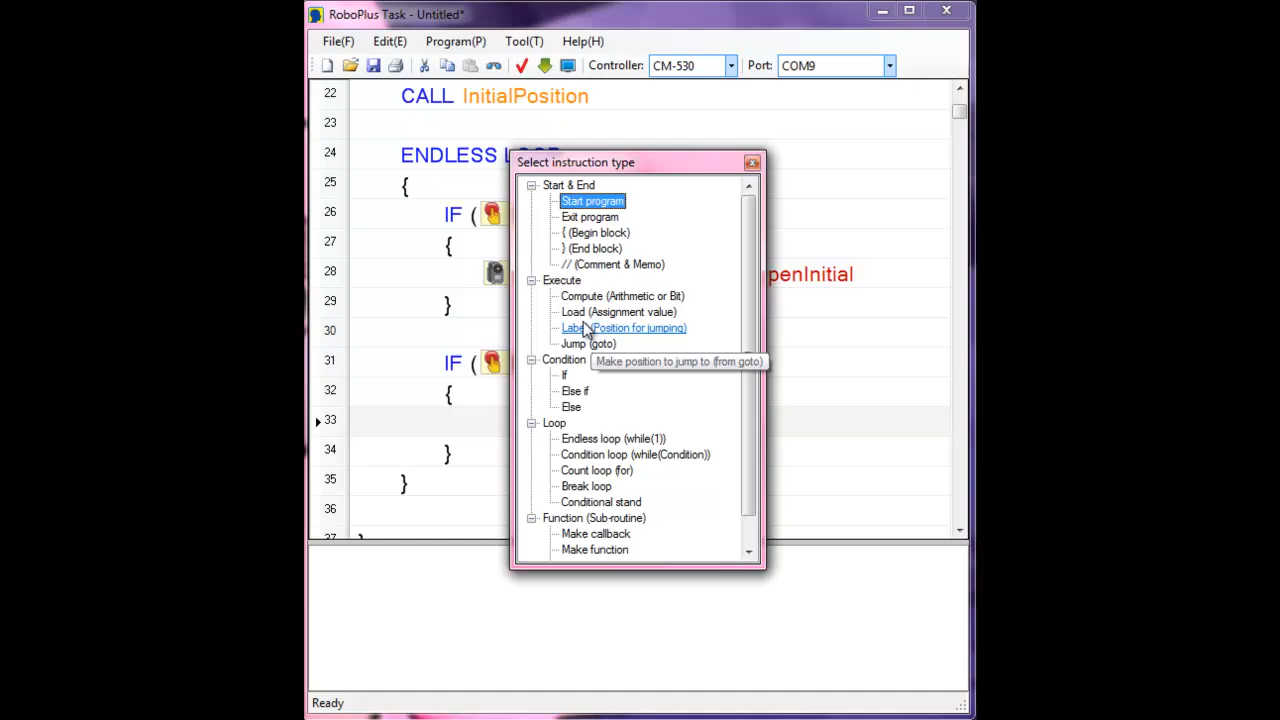 RoboPlus Task - Untitled*
File(F) Edit(E) Program(P) Tool(T) Help(H)
Controller: CM-530 Port: COM9
22 CALL InitialPosition
23
24 ENDLESS
25 {
26 IF (
27 {
28 penInitial
29 }
30
31 IF (
32 {
33
34 }
35 }
36
Select instruction type
Start & End
Start program
Exit program
{ (Begin block)
} (End block)
// (Comment & Memo)
Execute
Compute (Arithmetic or Bit)
Load (Assignment value)
Label (Position for jumping)
Jump (goto)
Make position to jump to (from goto)
Condition
If
Else if
Else
Loop
Endless loop (while(1))
Condition loop (while(Condition))
Count loop (for)
Break loop
Conditional stand
Function (Sub-routine)
Make callback
Make function
Ready